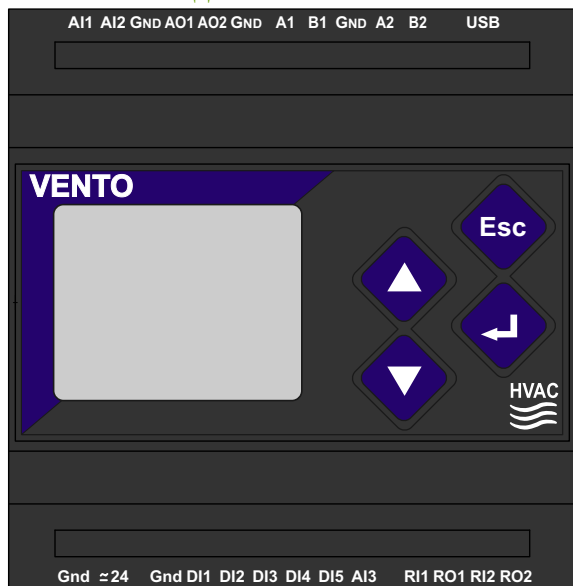 AI1 AI2 GND AO1 AO2 GND A1 B1 GND A2 B2 USB
VENTO
Esc
HVAC
Gnd ≃24 Gnd DI1 DI2 DI3 DI4 DI5 AI3 RI1 RO1 RI2 RO2